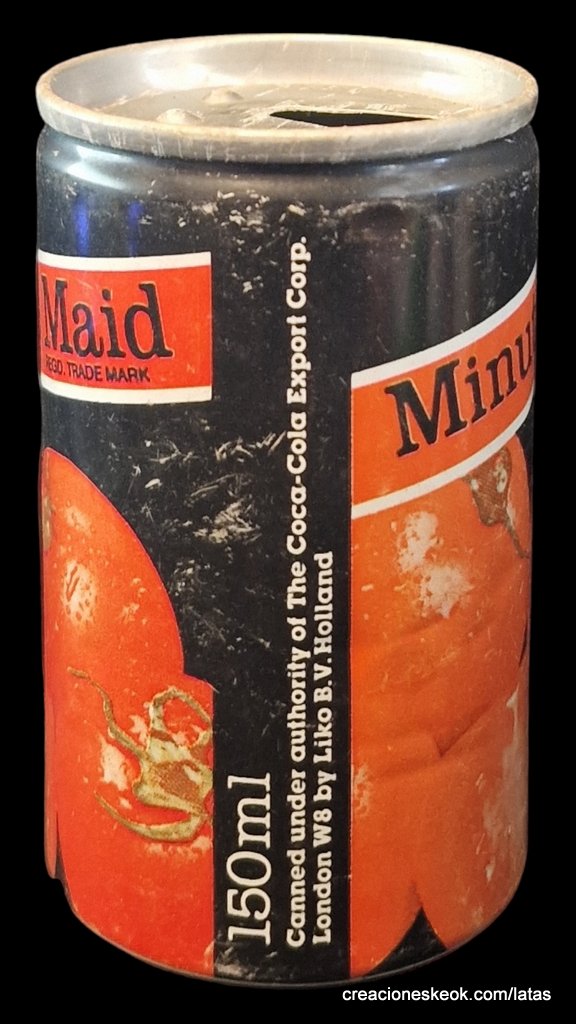 Maid
REGD. TRADE MARK
150ml
Canned under authority of The Coca-Cola Export Corp.
London W8 by Liko B.V. Holland
Minu
creacioneskeok.com/latas